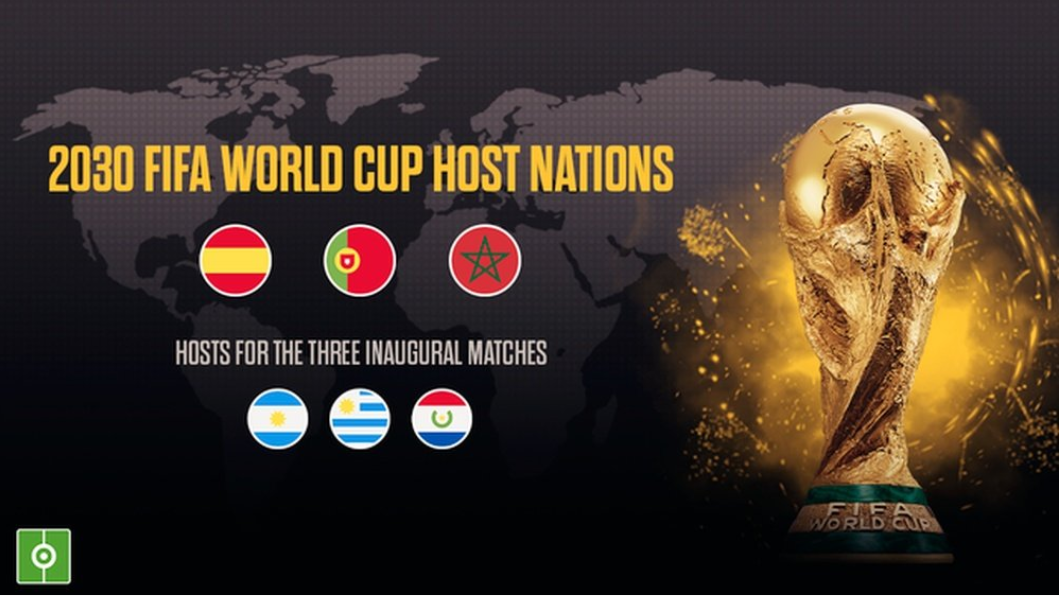 2030 FIFA WORLD CUP HOST NATIONS
HOSTS FOR THE THREE INAUGURAL MATCHES
FIFA
WORLD CUP